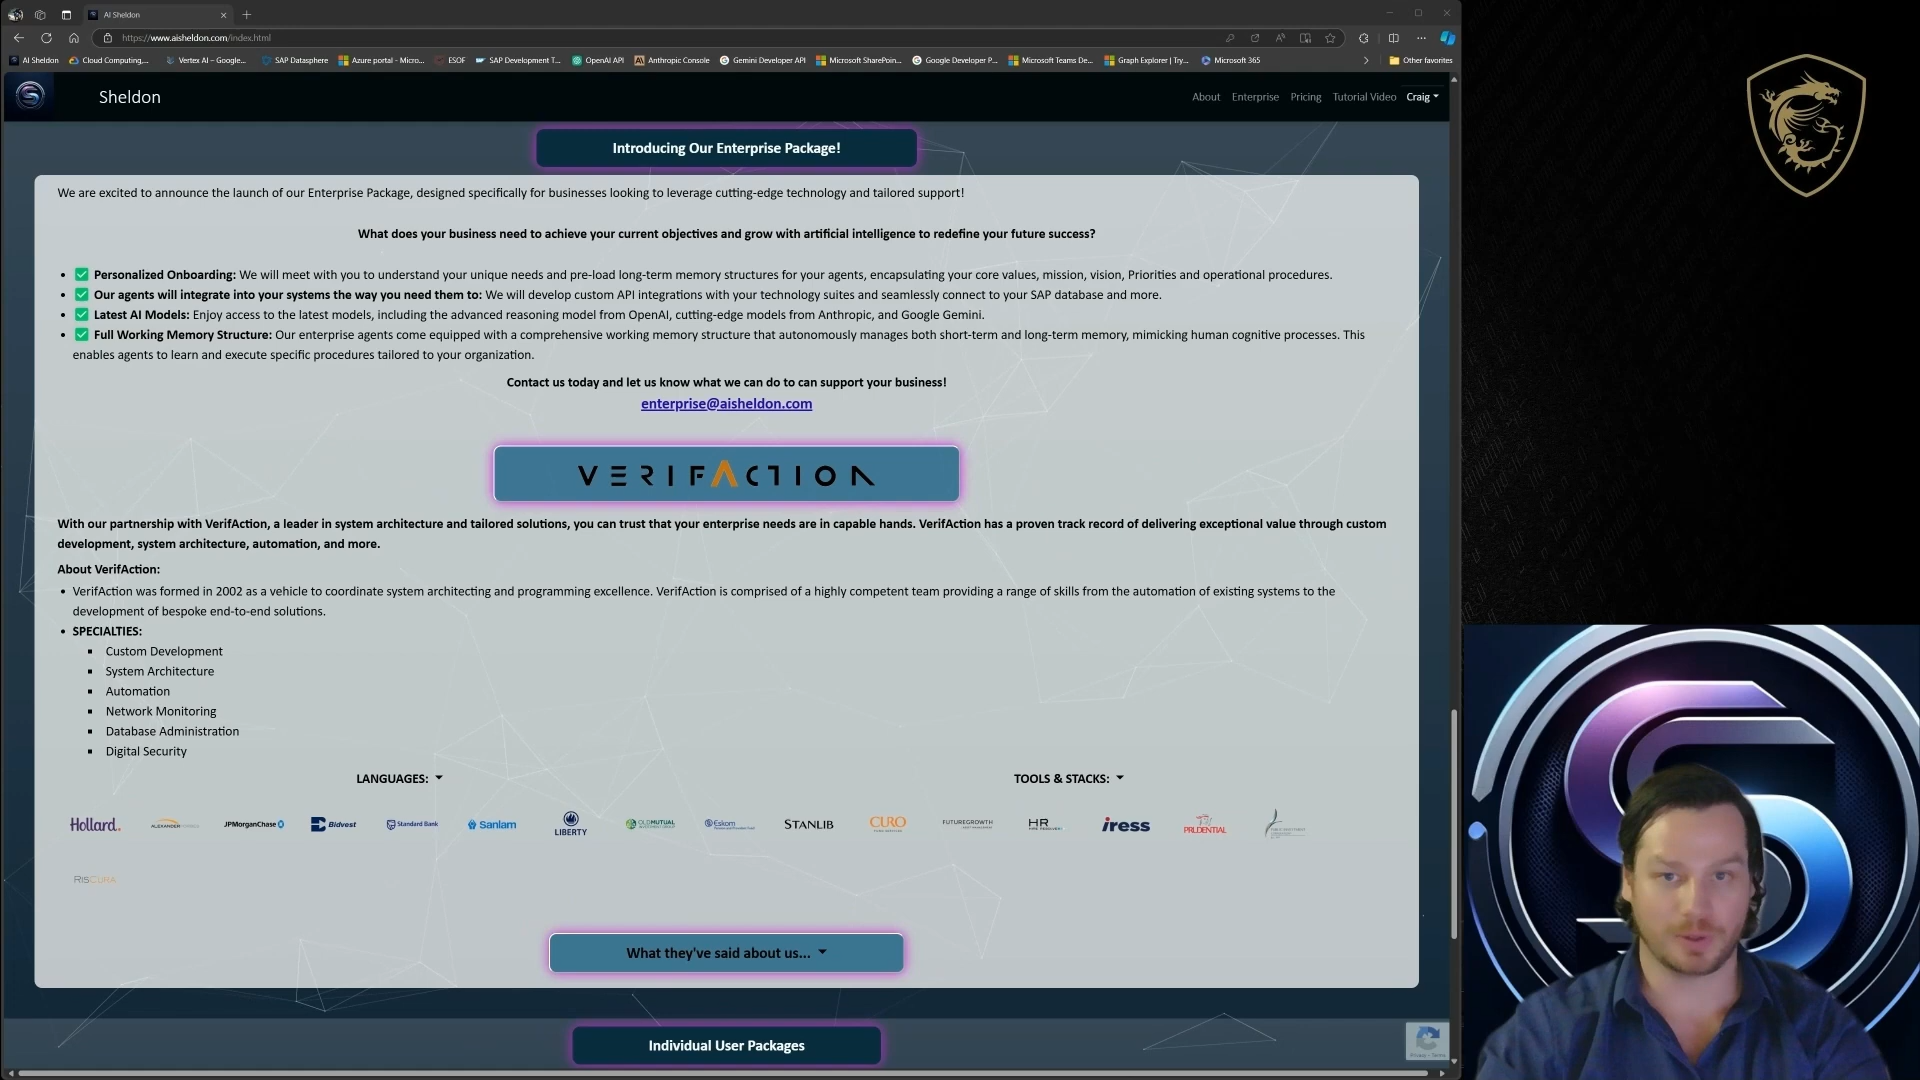 AI Sheldon
https://www.aisheldon.com/index.html
AI Sheldon
Cloud Computing,...
Vertex AI – Google...
SAP Datasphere
Azure portal - Micro...
ESOF
SAP Development T...
OpenAI API
Anthropic Console
Gemini Developer API
Microsoft SharePoin...
Google Developer P...
Microsoft Teams De...
Graph Explorer | Try...
Microsoft 365
Other favorites
Sheldon
About
Enterprise
Pricing
Tutorial Video
Craig
Introducing Our Enterprise Package!
We are excited to announce the launch of our Enterprise Package, designed specifically for businesses looking to leverage cutting-edge technology and tailored support!
What does your business need to achieve your current objectives and grow with artificial intelligence to redefine your future success?
Personalized Onboarding: We will meet with you to understand your unique needs and pre-load long-term memory structures for your agents, encapsulating your core values, mission, vision, Priorities and operational procedures.
Our agents will integrate into your systems the way you need them to: We will develop custom API integrations with your technology suites and seamlessly connect to your SAP database and more.
Latest AI Models: Enjoy access to the latest models, including the advanced reasoning model from OpenAI, cutting-edge models from Anthropic, and Google Gemini.
Full Working Memory Structure: Our enterprise agents come equipped with a comprehensive working memory structure that autonomously manages both short-term and long-term memory, mimicking human cognitive processes. This
enables agents to learn and execute specific procedures tailored to your organization.
Contact us today and let us know what we can do to can support your business!
enterprise@aisheldon.com
VERIFACTION
With our partnership with VerifAction, a leader in system architecture and tailored solutions, you can trust that your enterprise needs are in capable hands. VerifAction has a proven track record of delivering exceptional value through custom
development, system architecture, automation, and more.
About VerifAction:
VerifAction was formed in 2002 as a vehicle to coordinate system architecting and programming excellence. VerifAction is comprised of a highly competent team providing a range of skills from the automation of existing systems to the
development of bespoke end-to-end solutions.
SPECIALTIES:
Custom Development
System Architecture
Automation
Network Monitoring
Database Administration
Digital Security
LANGUAGES:
TOOLS & STACKS:
Hollard.
ALEXANDER FORBES
JPMorganChase
Bidvest
Standard Bank
Sanlam
LIBERTY
OLDMUTUAL
Eskom
STANLIB
CURO
FUTUREGROWTH
HR
iress
PRUDENTIAL
RISCURA
What they've said about us...
Individual User Packages
Privacy - Terms